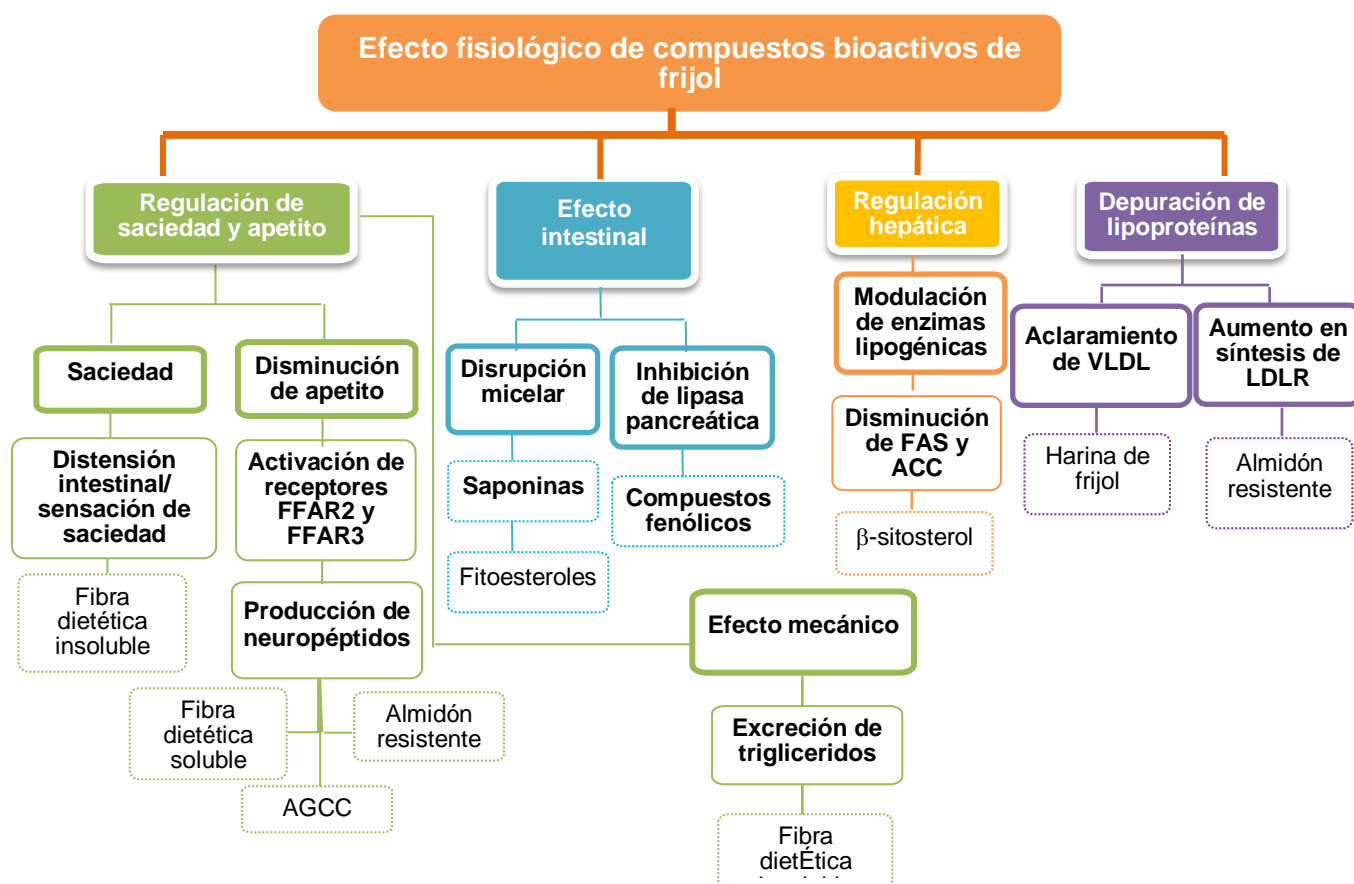 Efecto fisiológico de compuestos bioactivos de
frijol
Regulación de
saciedad y apetito
Efecto
intestinal
Regulación
hepática
Depuración de
lipoproteínas
Saciedad
Disminución
de apetito
Disrupción
micelar
Inhibición
de lipasa
pancreática
Modulación
de enzimas
lipogénicas
Aclaramiento
de VLDL
Aumento en
síntesis de
LDLR
Distensión
intestinal/
sensación de
saciedad
Activación de
receptores
FFAR2 y
FFAR3
Saponinas
Compuestos
fenólicos
Disminución
de FAS y
ACC
Harina de
frijol
Almidón
resistente
Fibra
dietética
insoluble
Producción de
neuropéptidos
Fitoesteroles
β-sitosterol
Efecto mecánico
Fibra
dietética
soluble
Almidón
resistente
AGCC
Excreción de
trigliceridos
Fibra
dietÉtica